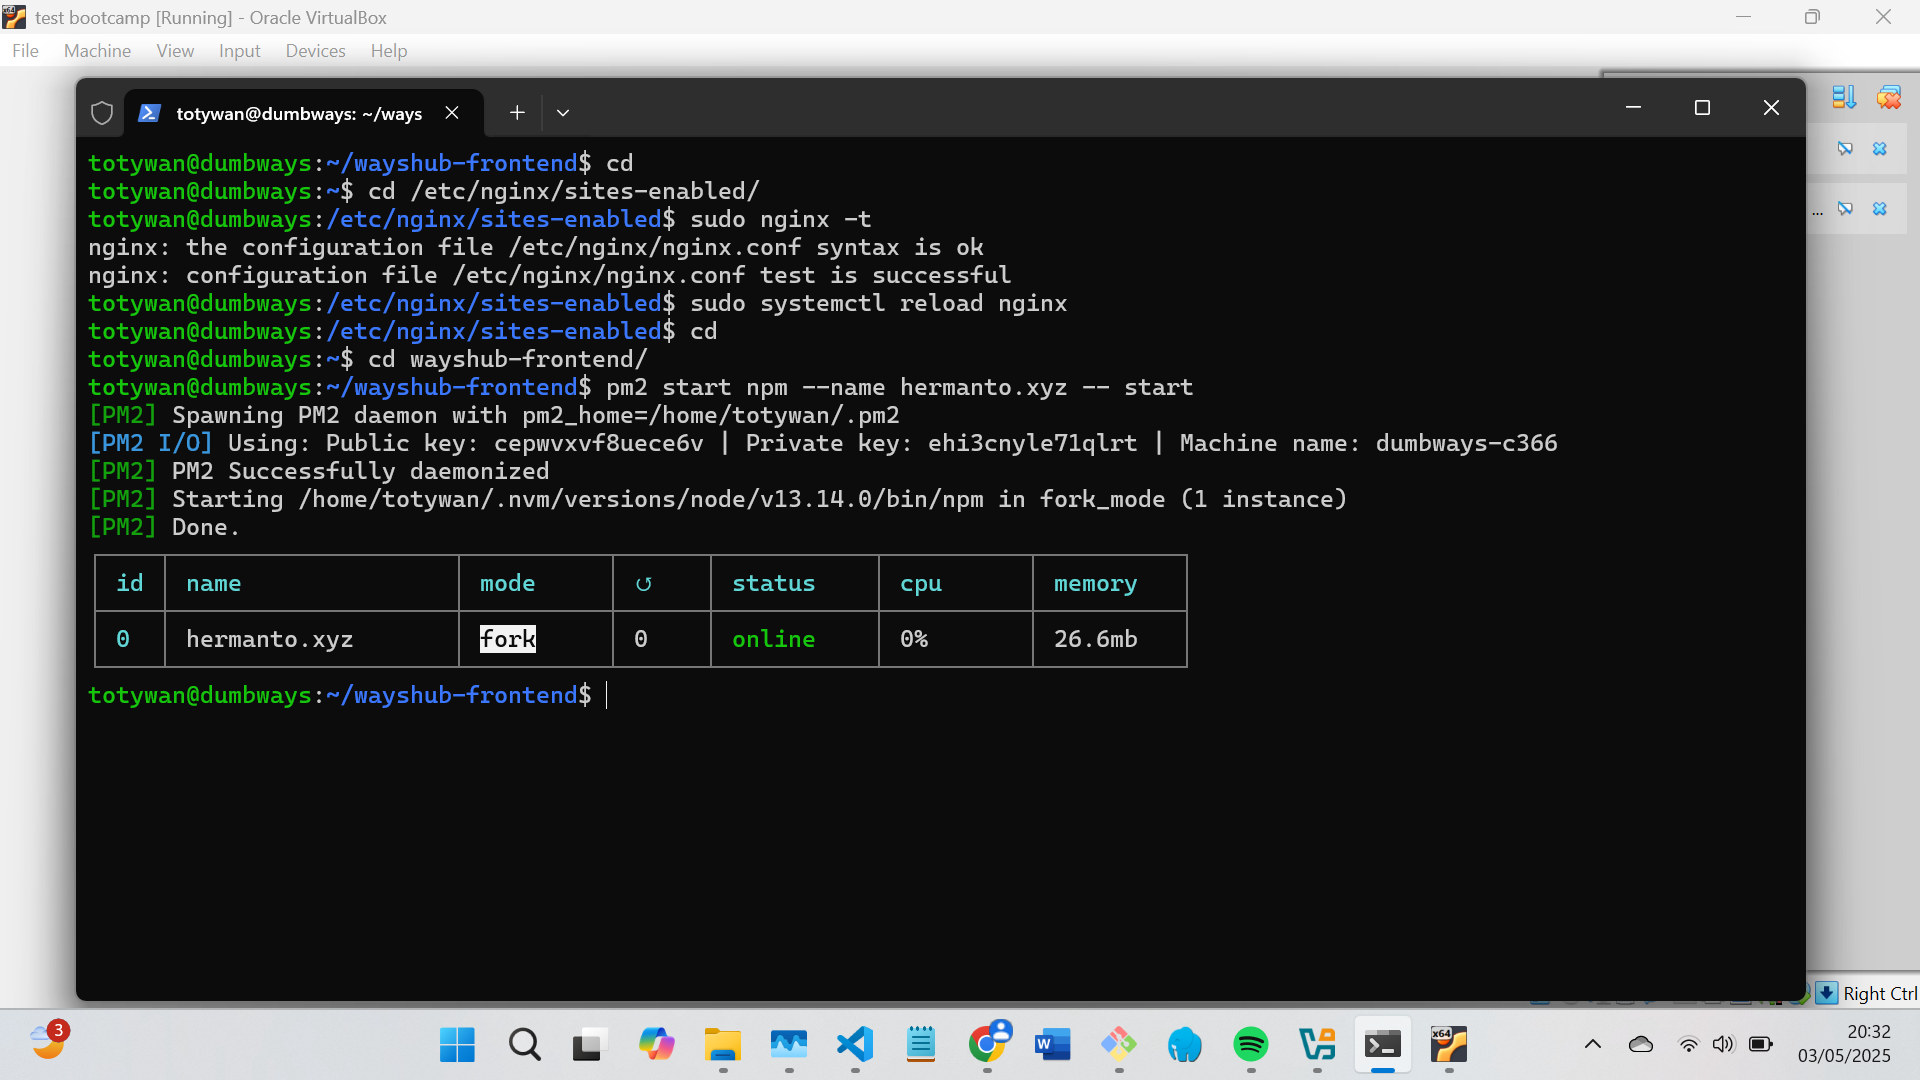 test bootcamp [Running] - Oracle VirtualBox
File Machine View Input Devices Help
totywan@dumbways: ~/ways
totywan@dumbways:~/wayshub-frontend$ cd
totywan@dumbways:~$ cd /etc/nginx/sites-enabled/
totywan@dumbways:/etc/nginx/sites-enabled$ sudo nginx -t
nginx: the configuration file /etc/nginx/nginx.conf syntax is ok
nginx: configuration file /etc/nginx/nginx.conf test is successful
totywan@dumbways:/etc/nginx/sites-enabled$ sudo systemctl reload nginx
totywan@dumbways:/etc/nginx/sites-enabled$ cd
totywan@dumbways:~$ cd wayshub-frontend/
totywan@dumbways:~/wayshub-frontend$ pm2 start npm --name hermanto.xyz -- start
[PM2] Spawning PM2 daemon with pm2_home=/home/totywan/.pm2
[PM2 I/O] Using: Public key: cepwvxvf8uece6v | Private key: ehi3cnyle71qlrt | Machine name: dumbways-c366
[PM2] PM2 Successfully daemonized
[PM2] Starting /home/totywan/.nvm/versions/node/v13.14.0/bin/npm in fork_mode (1 instance)
[PM2] Done.
id name mode ↺ status cpu memory
0 hermanto.xyz fork 0 online 0% 26.6mb
totywan@dumbways:~/wayshub-frontend$
...
Right Ctrl
3
W
x64
20:32
03/05/2025